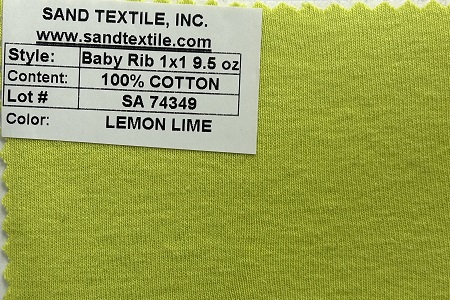 SAND TEXTILE, INC.
www.sandtextile.com
Style: Baby Rib 1x1 9.5 oz
Content: 100% COTTON
Lot # SA 74349
Color: LEMON LIME